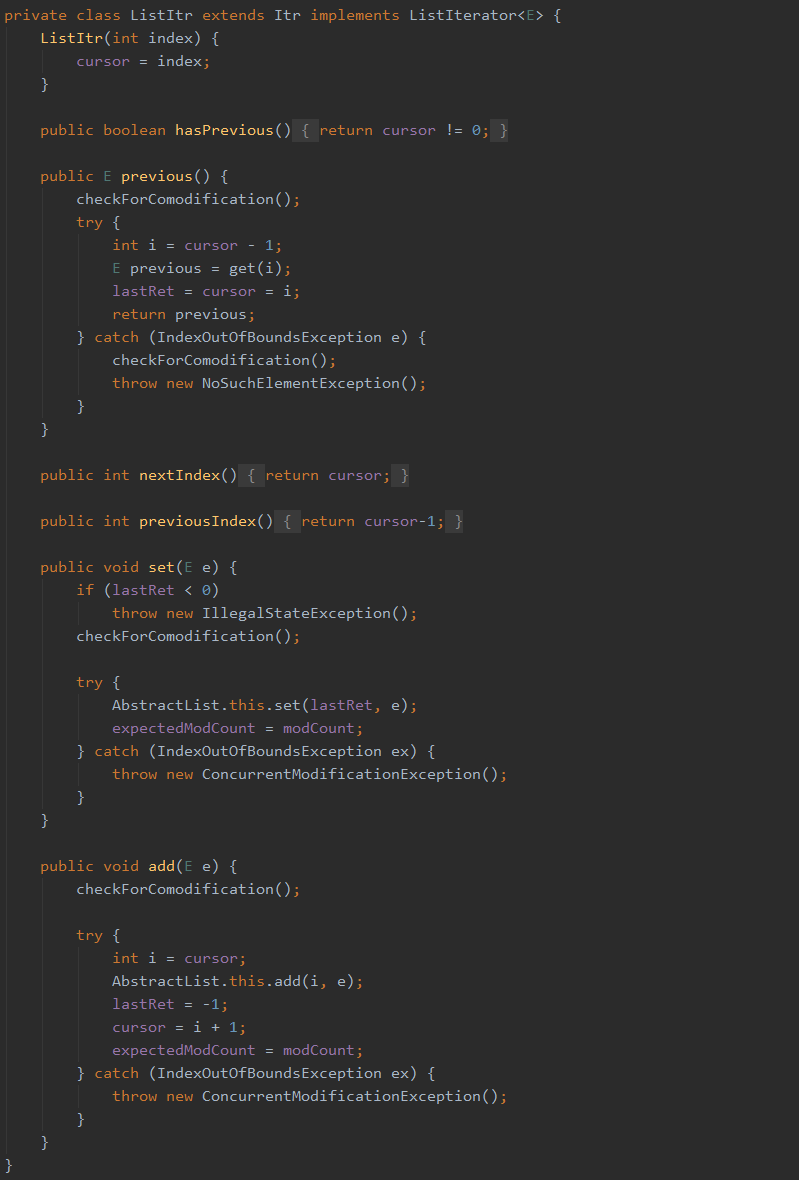 private class ListItr extends Itr implements ListIterator<E> {
    ListItr(int index) {
        cursor = index;
    }

    public boolean hasPrevious() { return cursor != 0; }

    public E previous() {
        checkForComodification();
        try {
            int i = cursor - 1;
            E previous = get(i);
            lastRet = cursor = i;
            return previous;
        } catch (IndexOutOfBoundsException e) {
            checkForComodification();
            throw new NoSuchElementException();
        }
    }

    public int nextIndex() { return cursor; }

    public int previousIndex() { return cursor-1; }

    public void set(E e) {
        if (lastRet < 0)
            throw new IllegalStateException();
        checkForComodification();

        try {
            AbstractList.this.set(lastRet, e);
            expectedModCount = modCount;
        } catch (IndexOutOfBoundsException ex) {
            throw new ConcurrentModificationException();
        }
    }

    public void add(E e) {
        checkForComodification();

        try {
            int i = cursor;
            AbstractList.this.add(i, e);
            lastRet = -1;
            cursor = i + 1;
            expectedModCount = modCount;
        } catch (IndexOutOfBoundsException ex) {
            throw new ConcurrentModificationException();
        }
    }
}